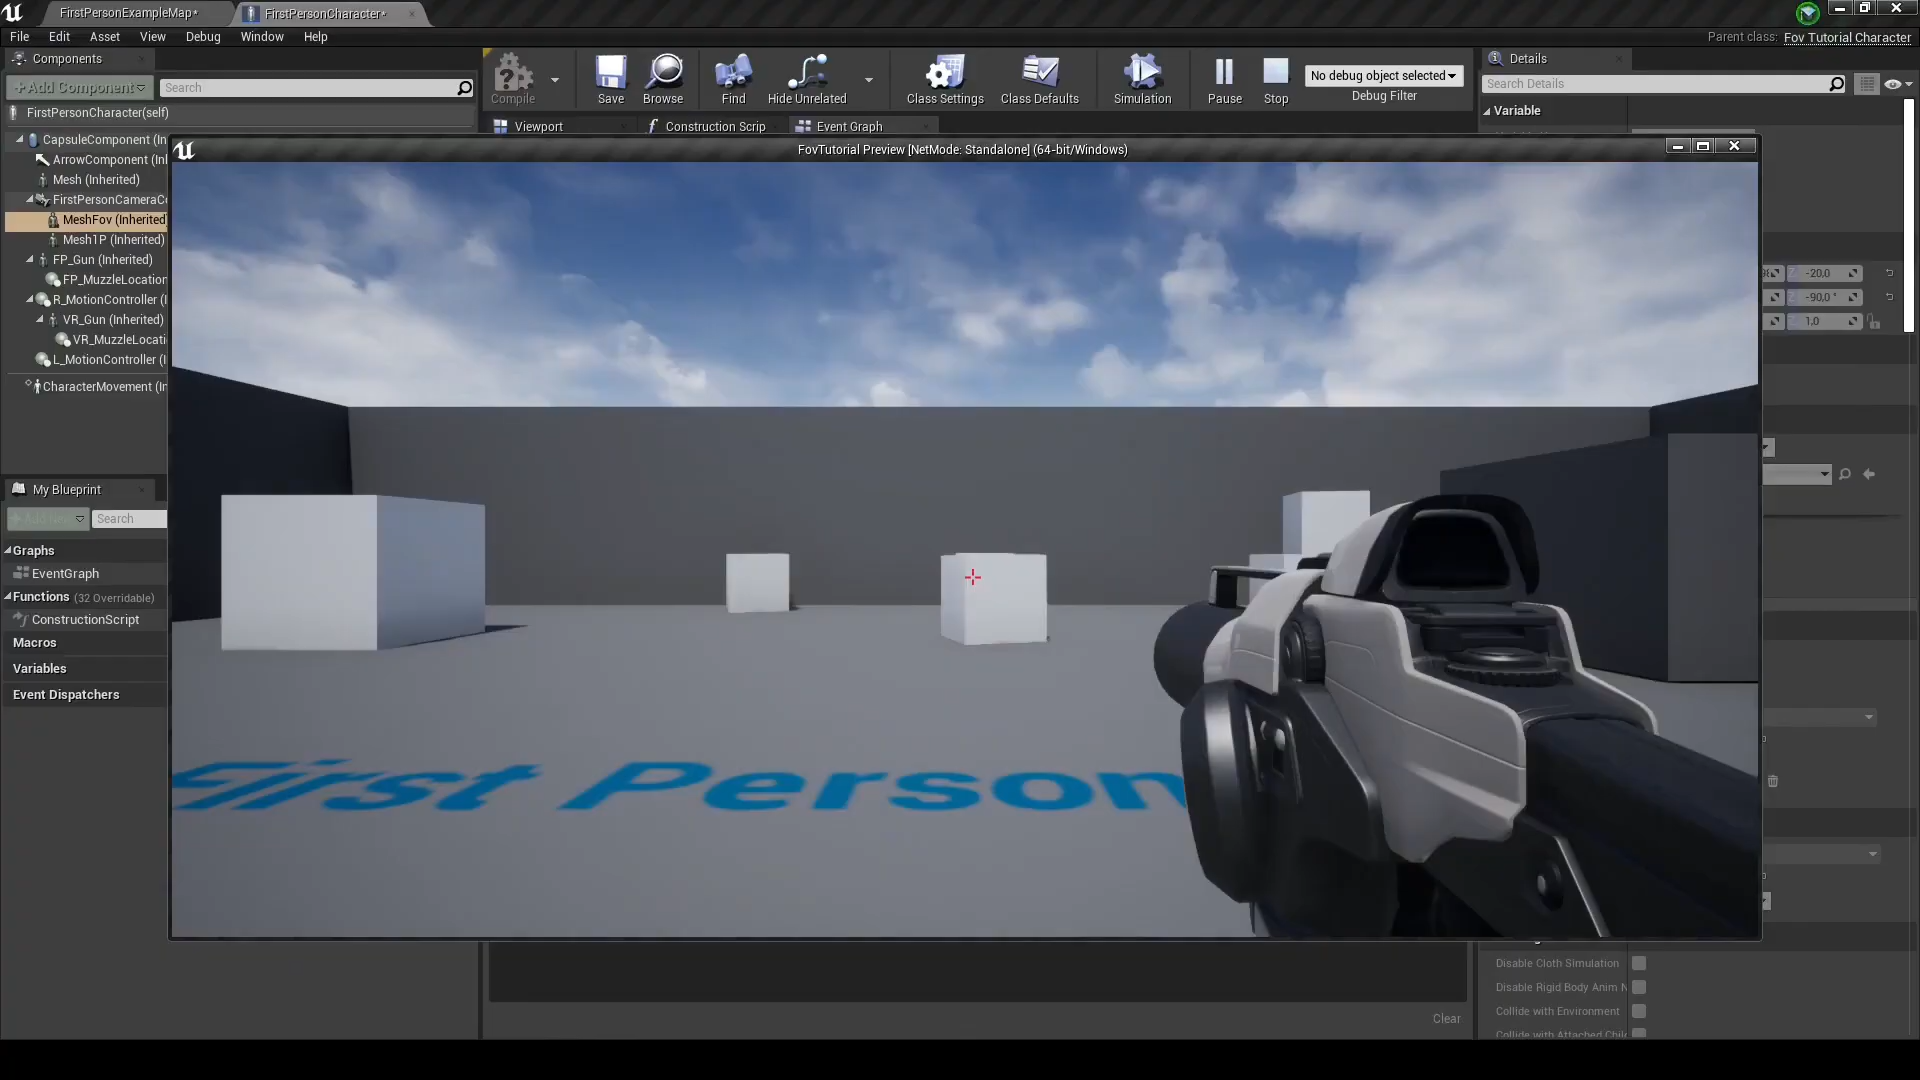 FirstPersonExampleMap*
FirstPersonCharacter*
File Edit Asset View Debug Window Help
Parent class: Fov Tutorial Character
Components
+Add Component
Search
FirstPersonCharacter(self)
CapsuleComponent (In
ArrowComponent (Inl
Mesh (Inherited)
FirstPersonCameraCo
MeshFov (Inherited)
Mesh1P (Inherited)
FP_Gun (Inherited)
FP_MuzzleLocation
R_MotionController (I
VR_Gun (Inherited)
VR_MuzzleLocati
L_MotionController (I
CharacterMovement (In
Compile
Save
Browse
Find
Hide Unrelated
Class Settings
Class Defaults
Simulation
Pause
Stop
No debug object selected
Debug Filter
Viewport
Construction Scrip
Event Graph
Details
Search Details
Variable
-20,0
-90,0 °
1.0
FovTutorial Preview [NetMode: Standalone] (64-bit/Windows)
First Person
My Blueprint
Search
Graphs
EventGraph
Functions (32 Overridable)
ConstructionScript
Macros
Variables
Event Dispatchers
Clear
Disable Cloth Simulation
Disable Rigid Body Anim N
Collide with Environment
Collide with Attached Chil